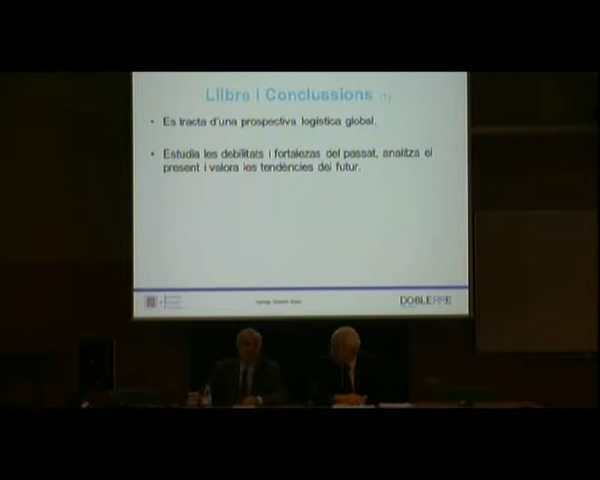 Llibre i Conclussions
• Es tracta d'una prospectiva logística global.
• Estudia les debilitats i fortalezas del passat, analitza el
present i valora les tendències del futur.
DOBLERRE